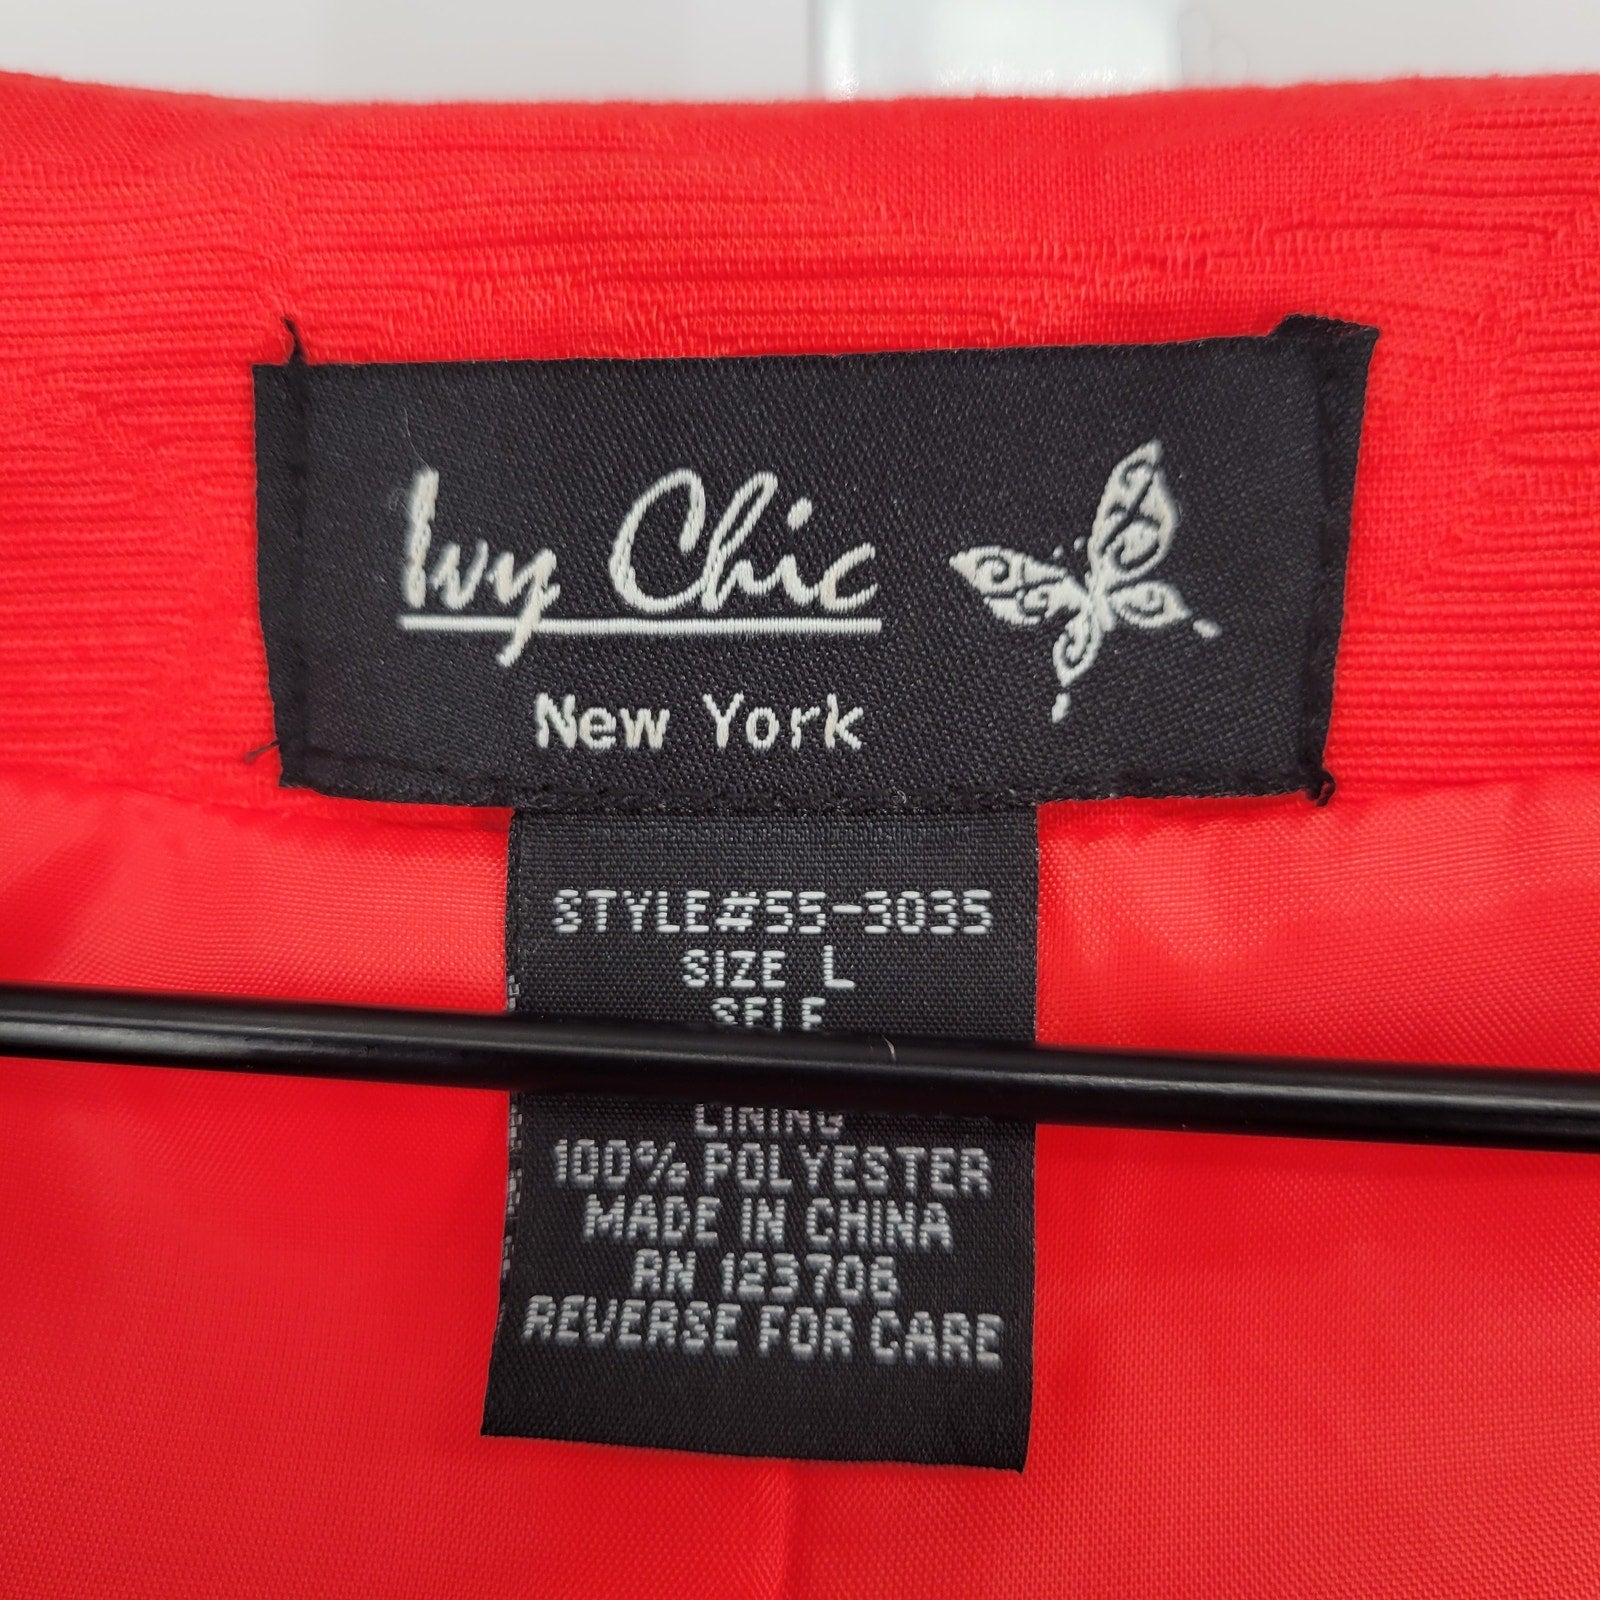 Ivy Chic
New York
STYLE#55-3035
SIZE L
SELF
LINING
100% POLYESTER
MADE IN CHINA
RN 123706
REVERSE FOR CARE